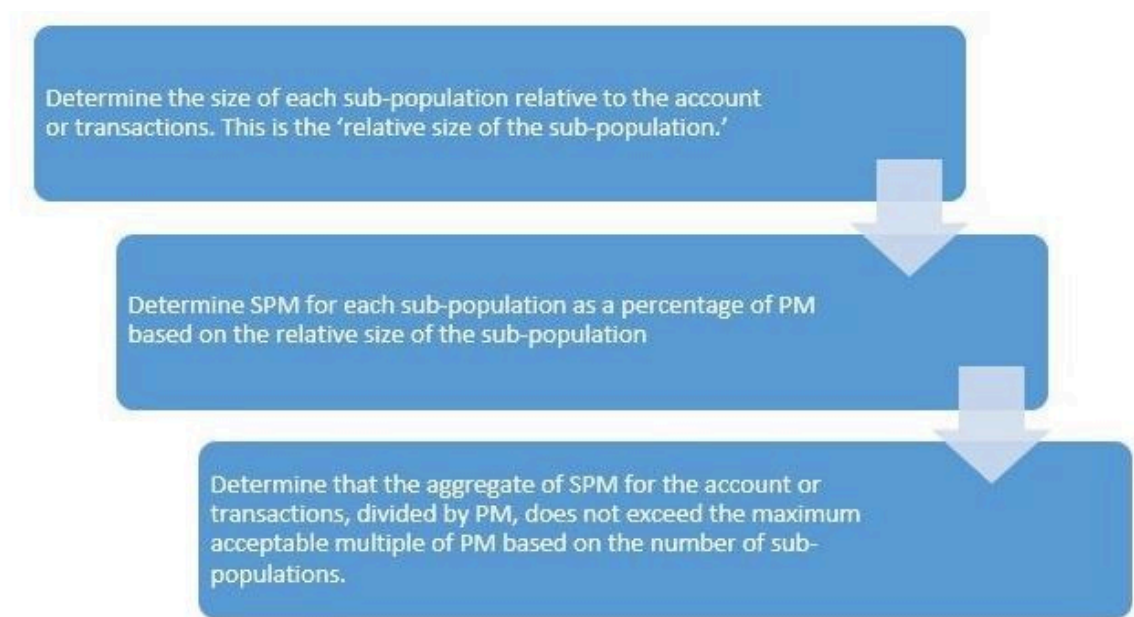 Determine the size of each sub-population relative to the account
or transactions. This is the ‘relative size of the sub-population.’
Determine SPM for each sub-population as a percentage of PM
based on the relative size of the sub-population
Determine that the aggregate of SPM for the account or
transactions, divided by PM, does not exceed the maximum
acceptable multiple of PM based on the number of sub-
populations.